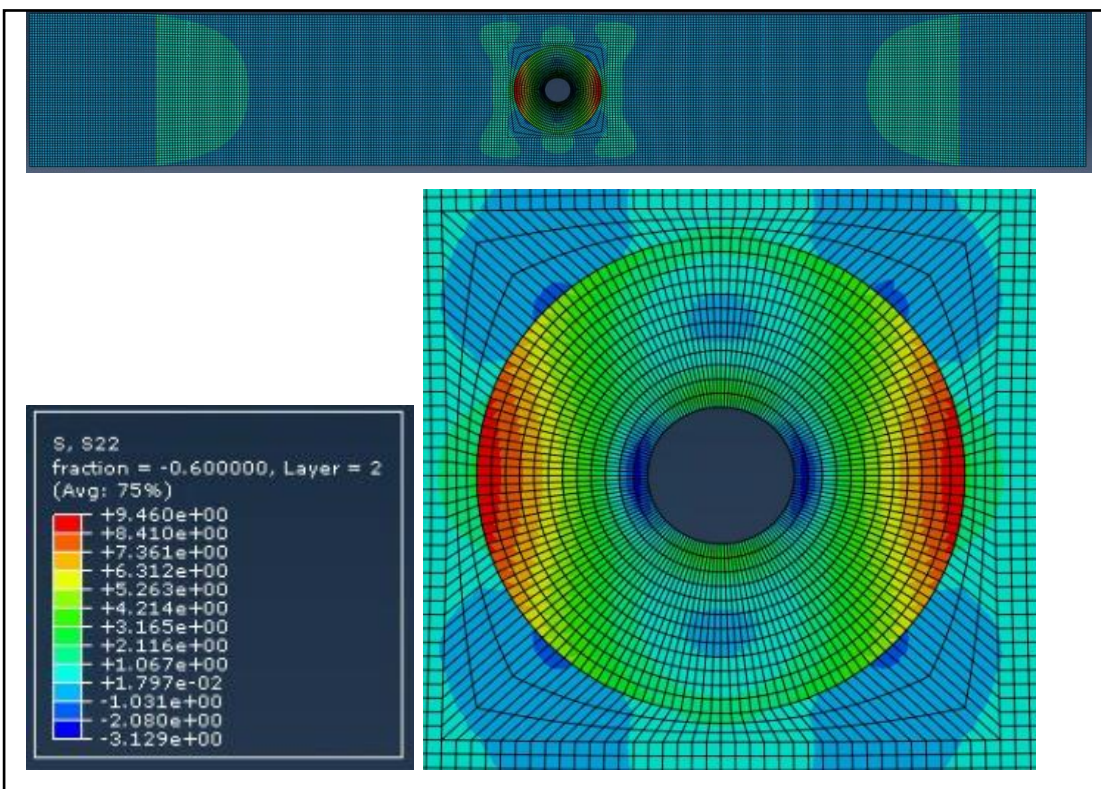 S, S22
fraction = -0.600000, Layer = 2
(Avg: 75%)
+9.460e+00
+8.410e+00
+7.361e+00
+6.312e+00
+5.263e+00
+4.214e+00
+3.165e+00
+2.116e+00
+1.067e+00
+1.797e-02
-1.031e+00
-2.080e+00
-3.129e+00